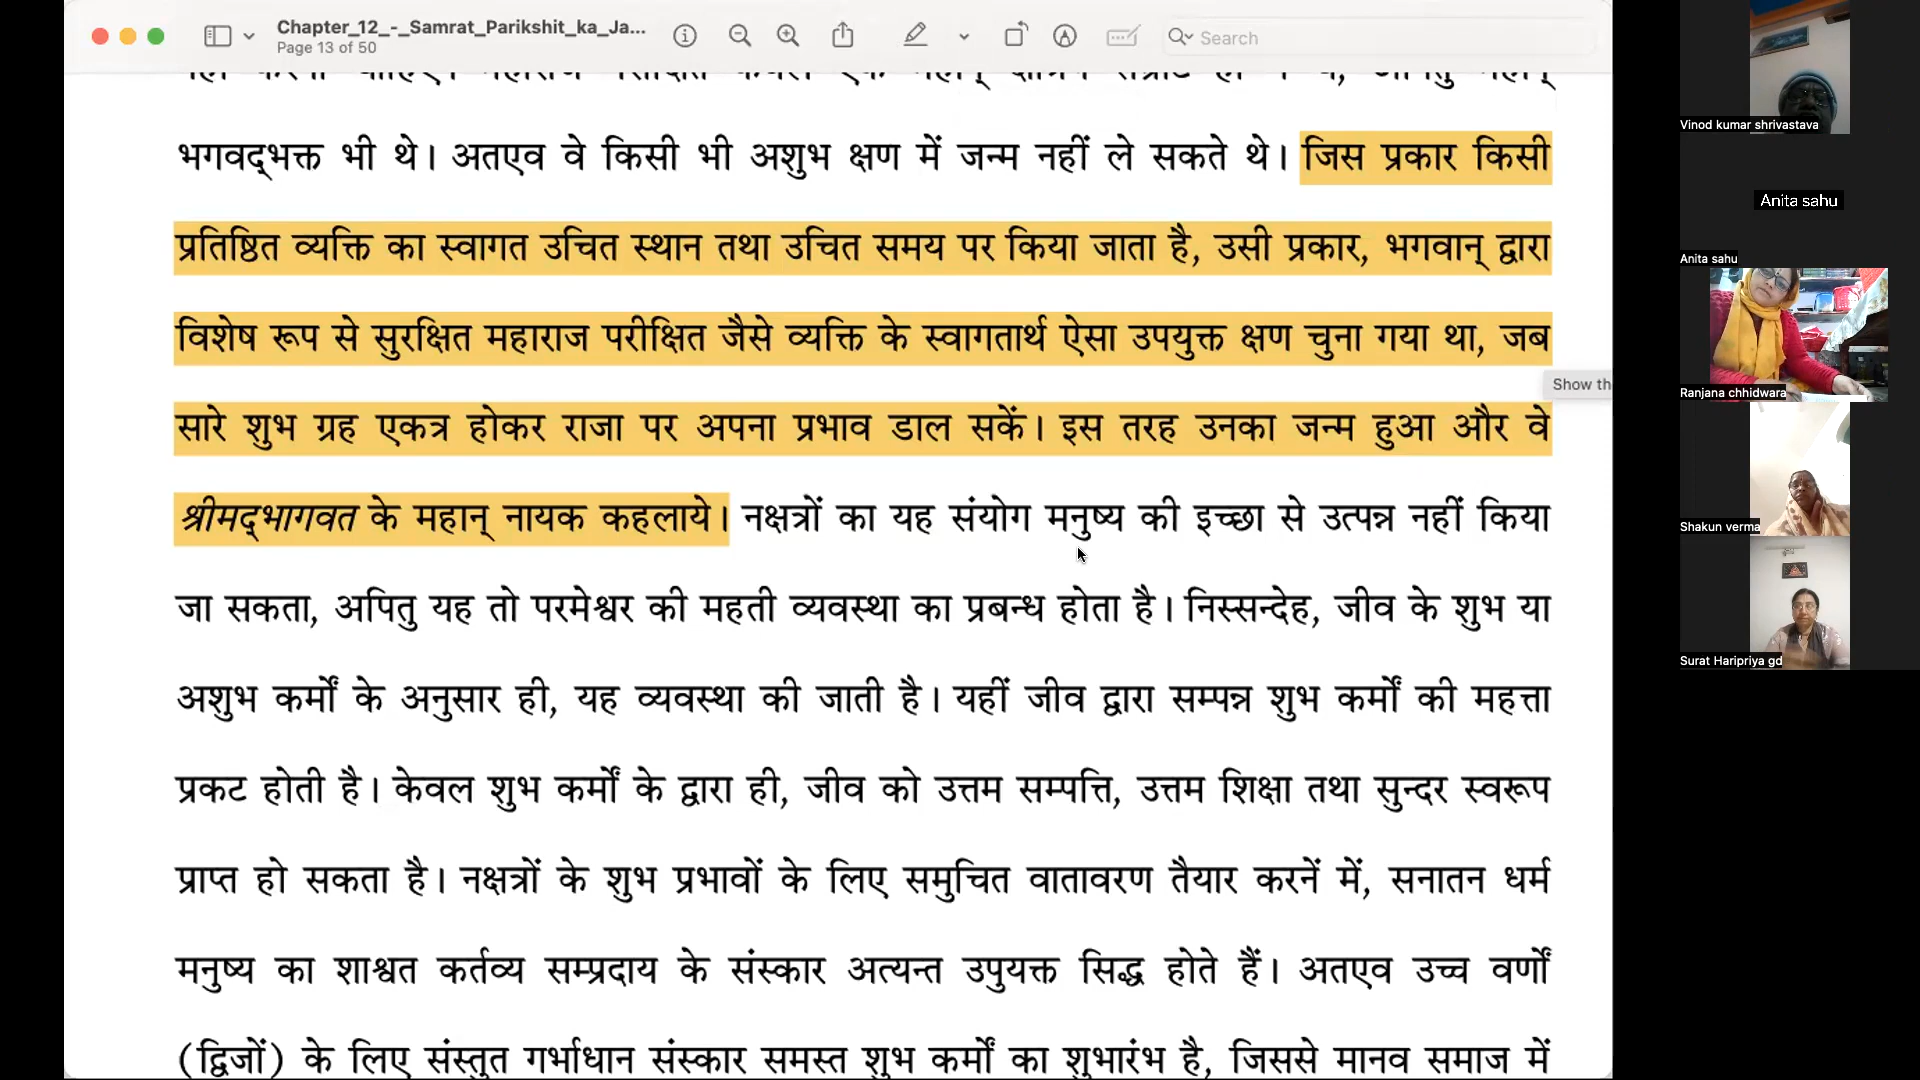 Chapter_12_-_Samrat_Parikshit_ka_Ja...
Page 13 of 50
Search
भगवद्भक्त भी थे। अतएव वे किसी भी अशुभ क्षण में जन्म नहीं ले सकते थे। जिस प्रकार किसी
प्रतिष्ठित व्यक्ति का स्वागत उचित स्थान तथा उचित समय पर किया जाता है, उसी प्रकार, भगवान् द्वारा
विशेष रूप से सुरक्षित महाराज परीक्षित जैसे व्यक्ति के स्वागतार्थ ऐसा उपयुक्त क्षण चुना गया था, जब
Show th
सारे शुभ ग्रह एकत्र होकर राजा पर अपना प्रभाव डाल सकें। इस तरह उनका जन्म हुआ और वे
श्रीमद्भागवत के महान् नायक कहलाये। नक्षत्रों का यह संयोग मनुष्य की इच्छा से उत्पन्न नहीं किया
जा सकता, अपितु यह तो परमेश्वर की महती व्यवस्था का प्रबन्ध होता है। निस्सन्देह, जीव के शुभ या
अशुभ कर्मों के अनुसार ही, यह व्यवस्था की जाती है। यहीं जीव द्वारा सम्पन्न शुभ कर्मों की महत्ता
प्रकट होती है। केवल शुभ कर्मों के द्वारा ही, जीव को उत्तम सम्पत्ति, उत्तम शिक्षा तथा सुन्दर स्वरूप
प्राप्त हो सकता है। नक्षत्रों के शुभ प्रभावों के लिए समुचित वातावरण तैयार करनें में, सनातन धर्म
मनुष्य का शाश्वत कर्तव्य सम्प्रदाय के संस्कार अत्यन्त उपुयक्त सिद्ध होते हैं। अतएव उच्च वर्णों
(द्विजों) के लिए संस्तुत गर्भाधान संस्कार समस्त शुभ कर्मों का शुभारंभ है, जिससे मानव समाज में
Vinod kumar shrivastava
Anita sahu
Anita sahu
Ranjana chhidwara
Shakun verma
Surat Haripriya gd